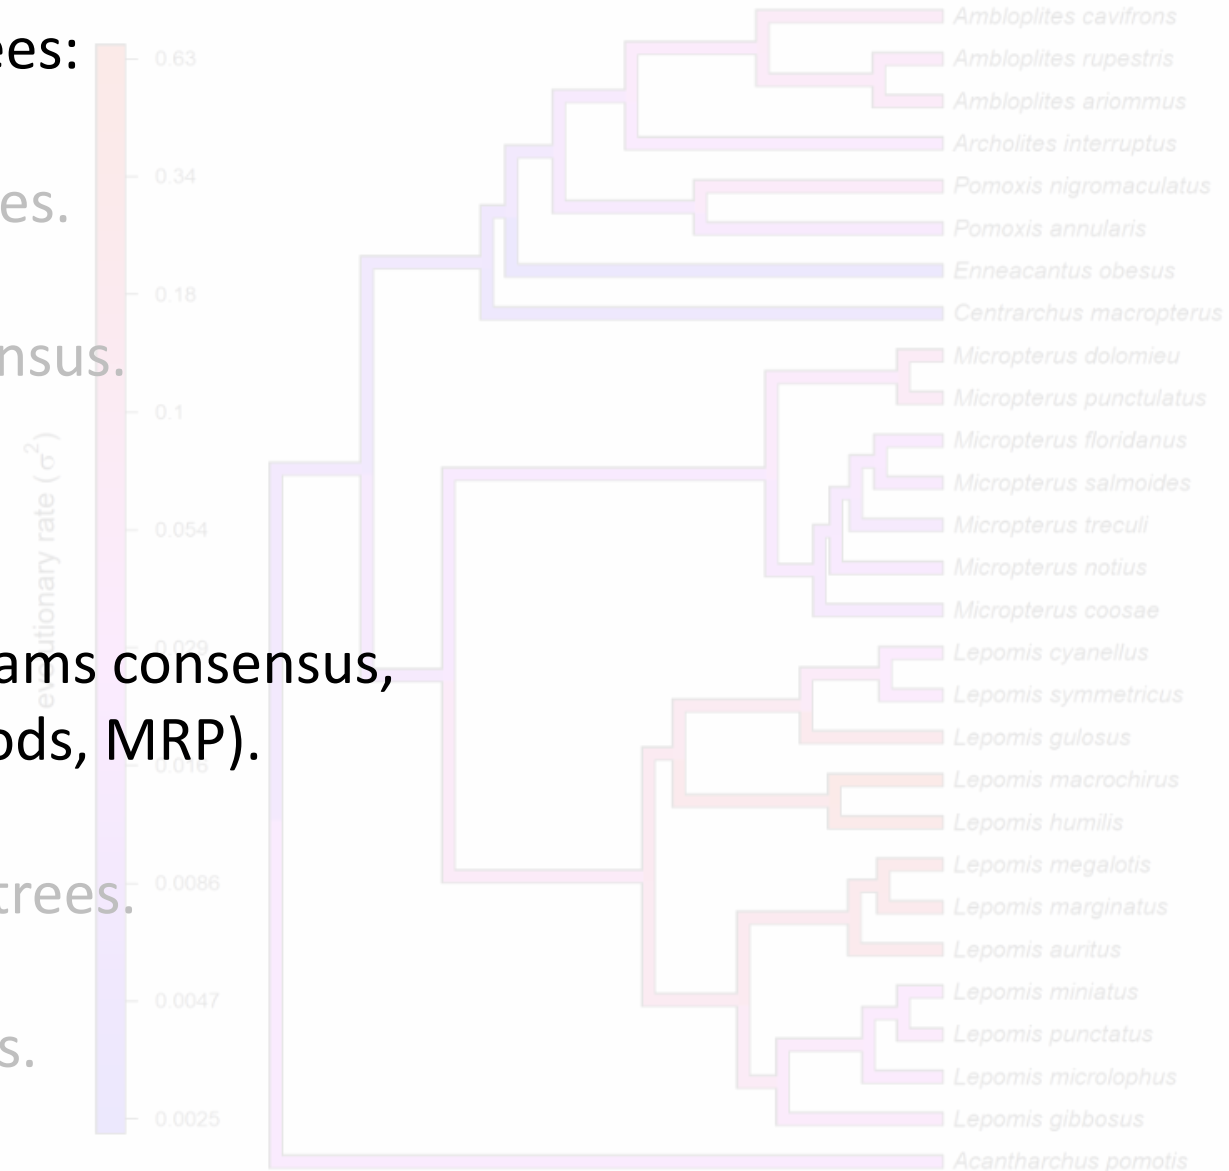 ees:
es.
nsus.
ams consensus,
ods, MRP).
trees.
s.
evolutionary rate (σ²)
0.63
0.34
0.18
0.1
0.054
0.029
0.016
0.0086
0.0047
0.0025
Ambloplites cavifrons
Ambloplites rupestris
Ambloplites ariommus
Archolites interruptus
Pomoxis nigromaculatus
Pomoxis annularis
Enneacantus obesus
Centrarchus macropterus
Micropterus dolomieu
Micropterus punctulatus
Micropterus floridanus
Micropterus salmoides
Micropterus treculi
Micropterus notius
Micropterus coosae
Lepomis cyanellus
Lepomis symmetricus
Lepomis gulosus
Lepomis macrochirus
Lepomis humilis
Lepomis megalotis
Lepomis marginatus
Lepomis auritus
Lepomis miniatus
Lepomis punctatus
Lepomis microlophus
Lepomis gibbosus
Acantharchus pomotis